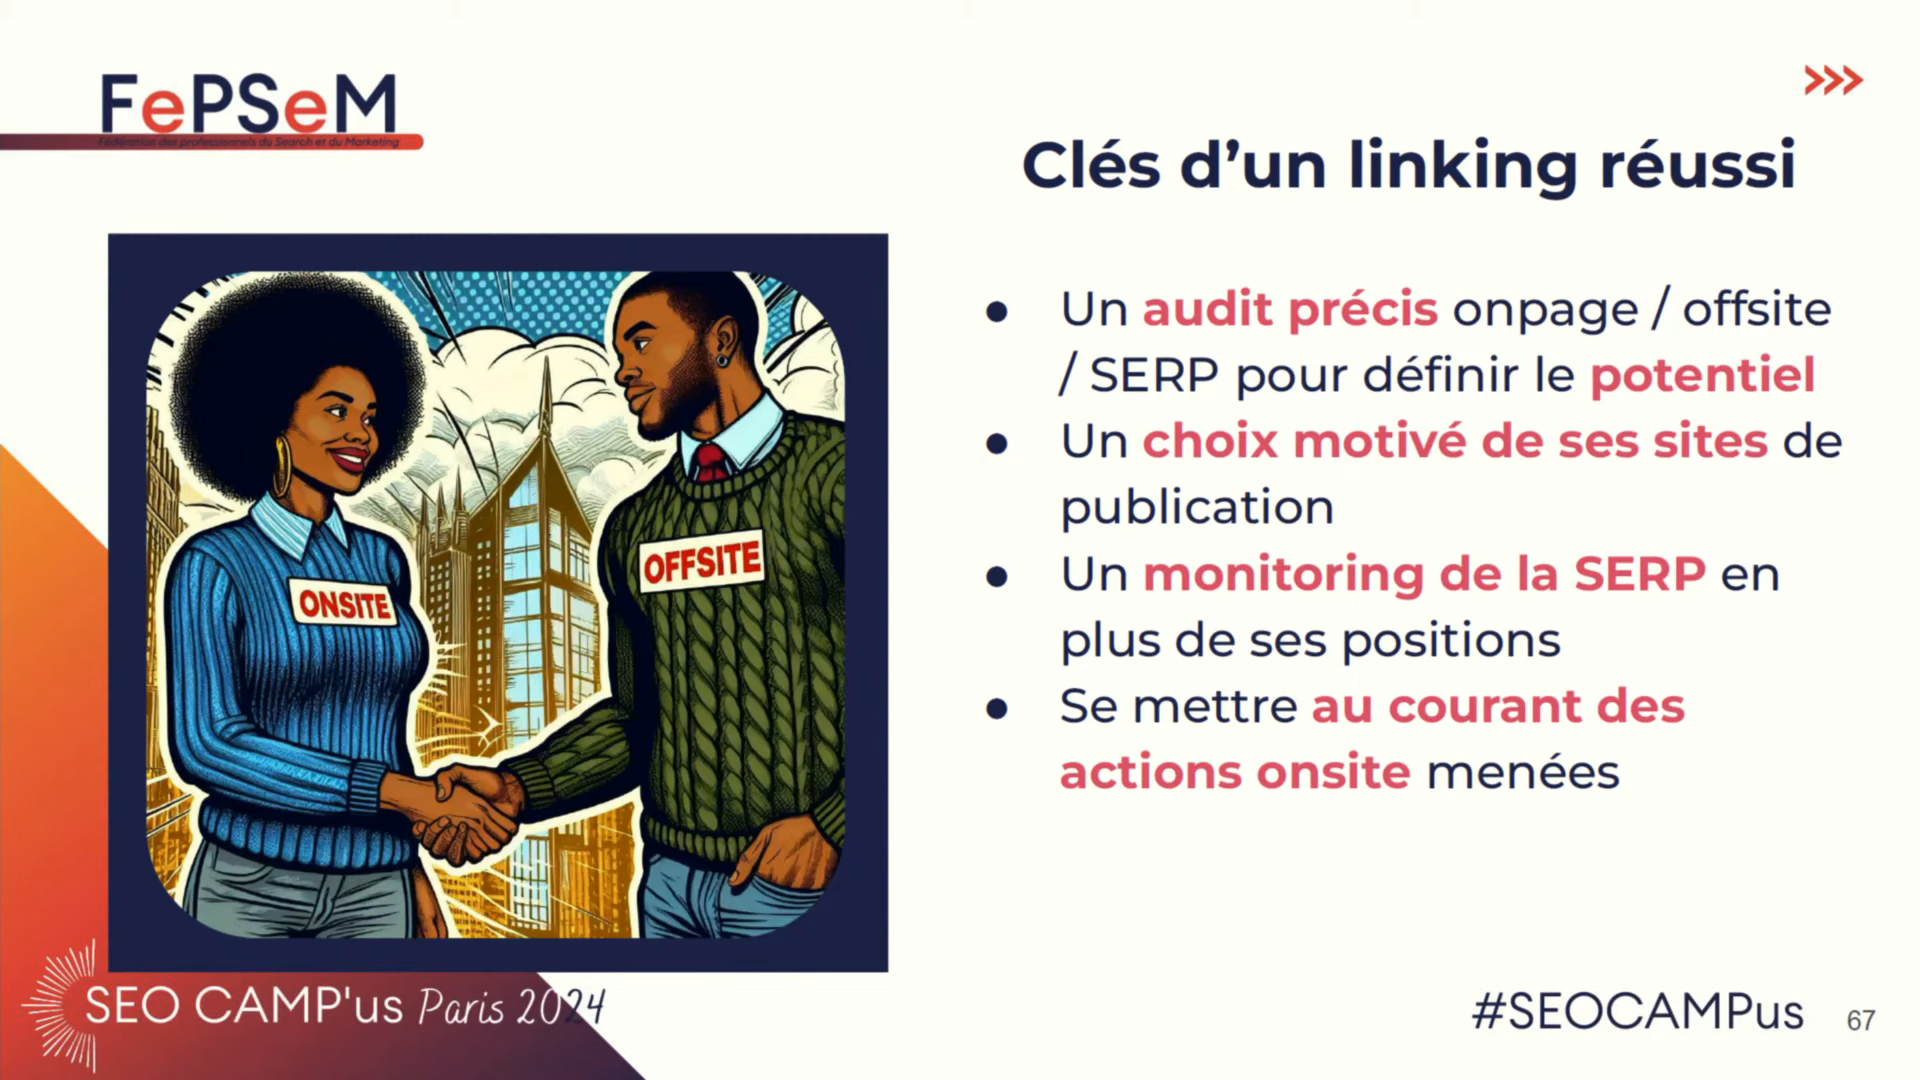 FePSeM
Fédération des professionnels du Search et du Marketing
Clés d’un linking réussi
● Un audit précis onpage / offsite
/ SERP pour définir le potentiel
● Un choix motivé de ses sites de
publication
● Un monitoring de la SERP en
plus de ses positions
● Se mettre au courant des
actions onsite menées
ONSITE
OFFSITE
SEO CAMP'us Paris 2024
#SEOCAMPus
67